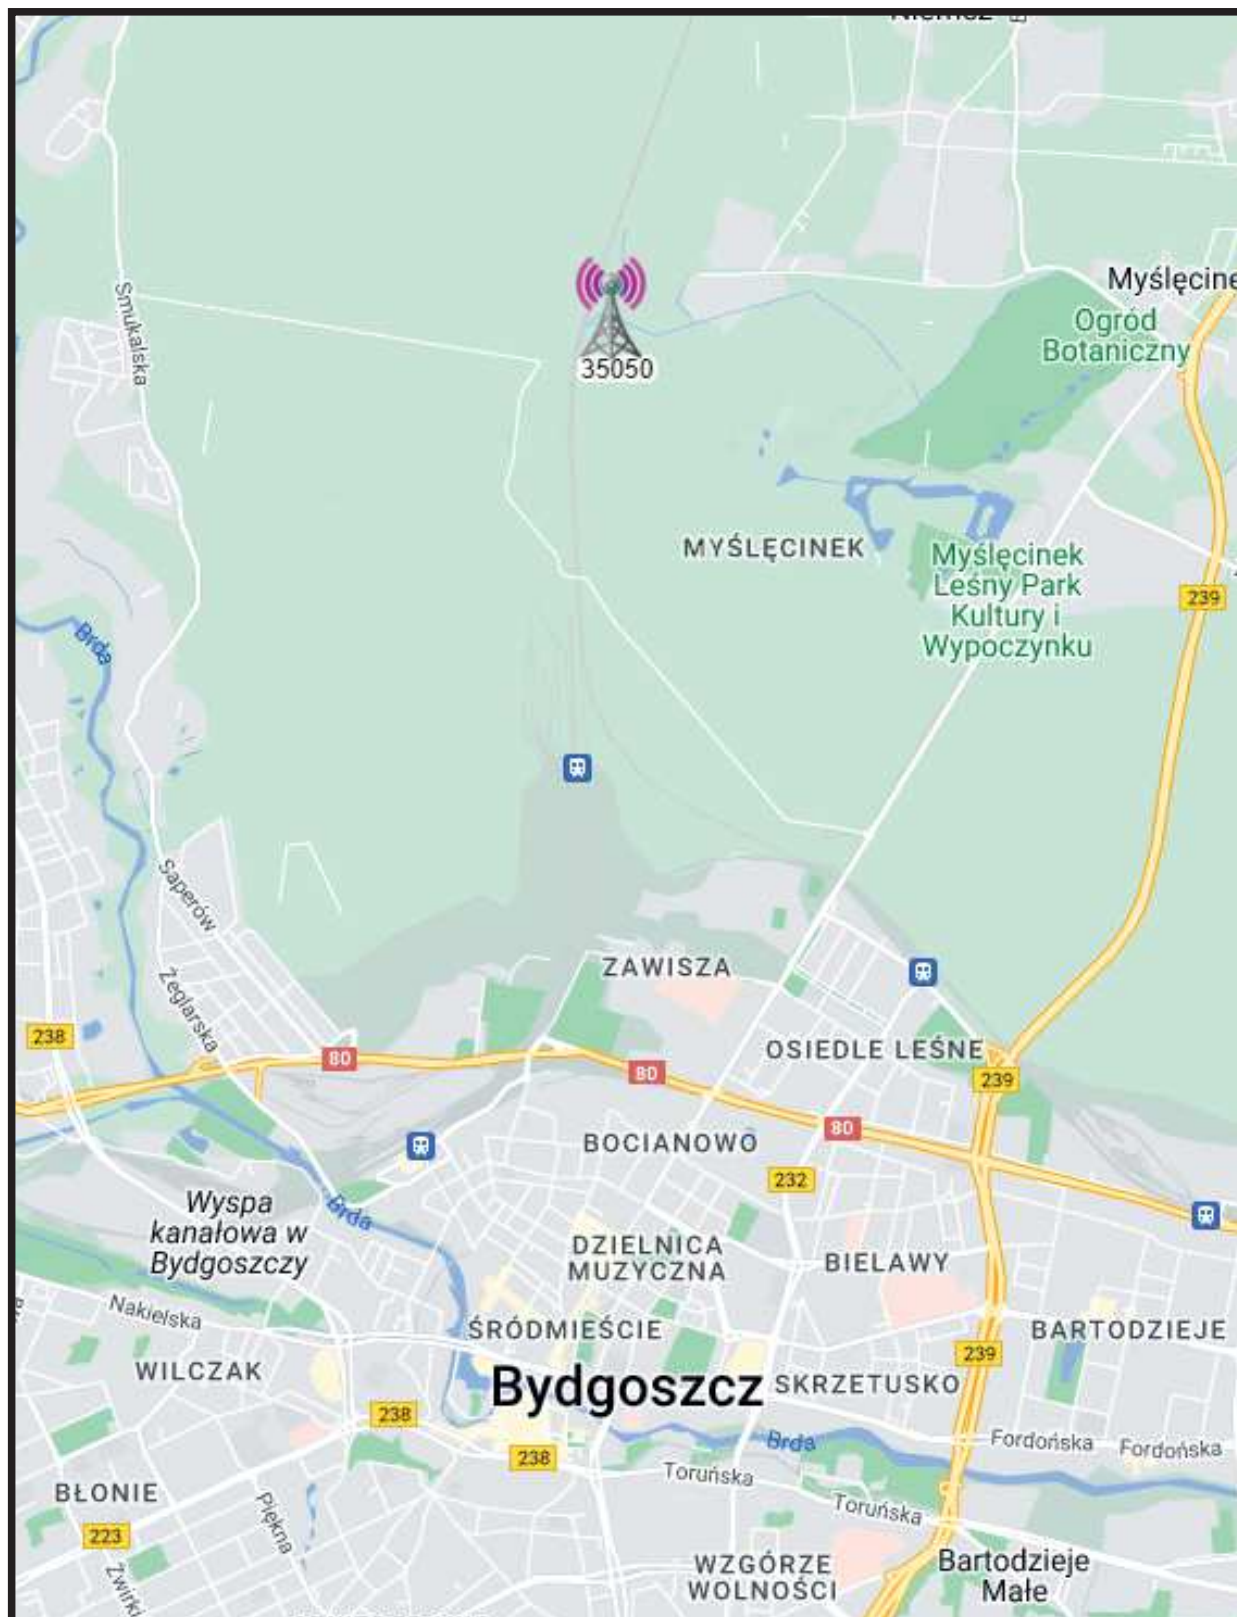 Smukalska
Myślęcine
Ogród
Botaniczny
35050
MYŚLĘCINEK
Myślęcinek
Leśny Park
Kultury i
Wypoczynku
239
Brda
Saperów
ZAWISZA
Żeglarska
238
80
80
OSIEDLE LEŚNE
239
80
BOCIANOWO
232
Wyspa
kanałowa w
Bydgoszczy
Brda
DZIELNICA
MUZYCZNA
BIELAWY
Nakielska
ŚRÓDMIEŚCIE
BARTODZIEJE
239
WILCZAK
Bydgoszcz
SKRZETUSKO
238
238
Brda
Fordońska
Fordońska
Toruńska
Toruńska
BŁONIE
Piękna
223
Żwirki
WZGÓRZE
WOLNOŚCI
Bartodzieje
Małe